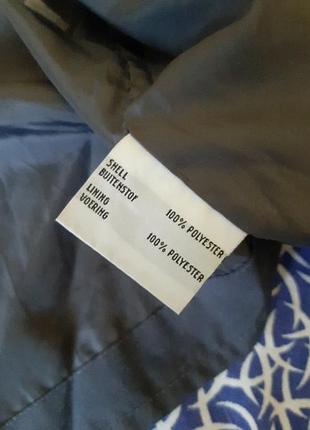 SHELL
BUITENSTOF 100% POLYESTER
LINING
VOERING 100% POLYESTER